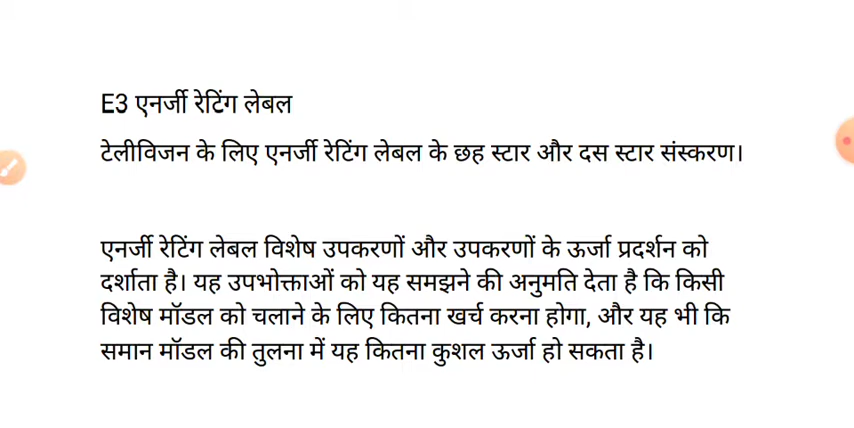 E3 एनर्जी रेटिंग लेबल
टेलीविजन के लिए एनर्जी रेटिंग लेबल के छह स्टार और दस स्टार संस्करण।
एनर्जी रेटिंग लेबल विशेष उपकरणों और उपकरणों के ऊर्जा प्रदर्शन को
दर्शाता है। यह उपभोक्ताओं को यह समझने की अनुमति देता है कि किसी
विशेष मॉडल को चलाने के लिए कितना खर्च करना होगा, और यह भी कि
समान मॉडल की तुलना में यह कितना कुशल ऊर्जा हो सकता है।